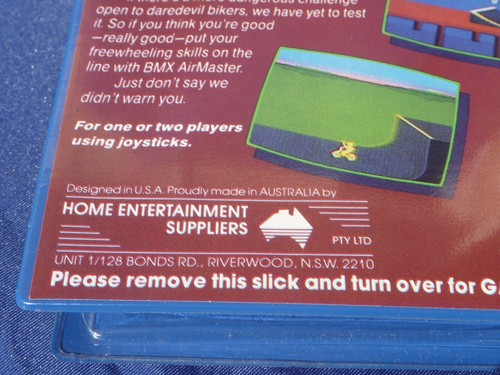 open to daredevil bikers, we have yet to test
it. So if you think you're good
—really good—put your
freewheeling skills on the
line with BMX AirMaster.
Just don't say we
didn't warn you.
For one or two players
using joysticks.
Designed in U.S.A. Proudly made in AUSTRALIA by
HOME ENTERTAINMENT
SUPPLIERS
PTY LTD
UNIT 1/128 BONDS RD., RIVERWOOD, N.S.W. 2210
Please remove this slick and turn over for